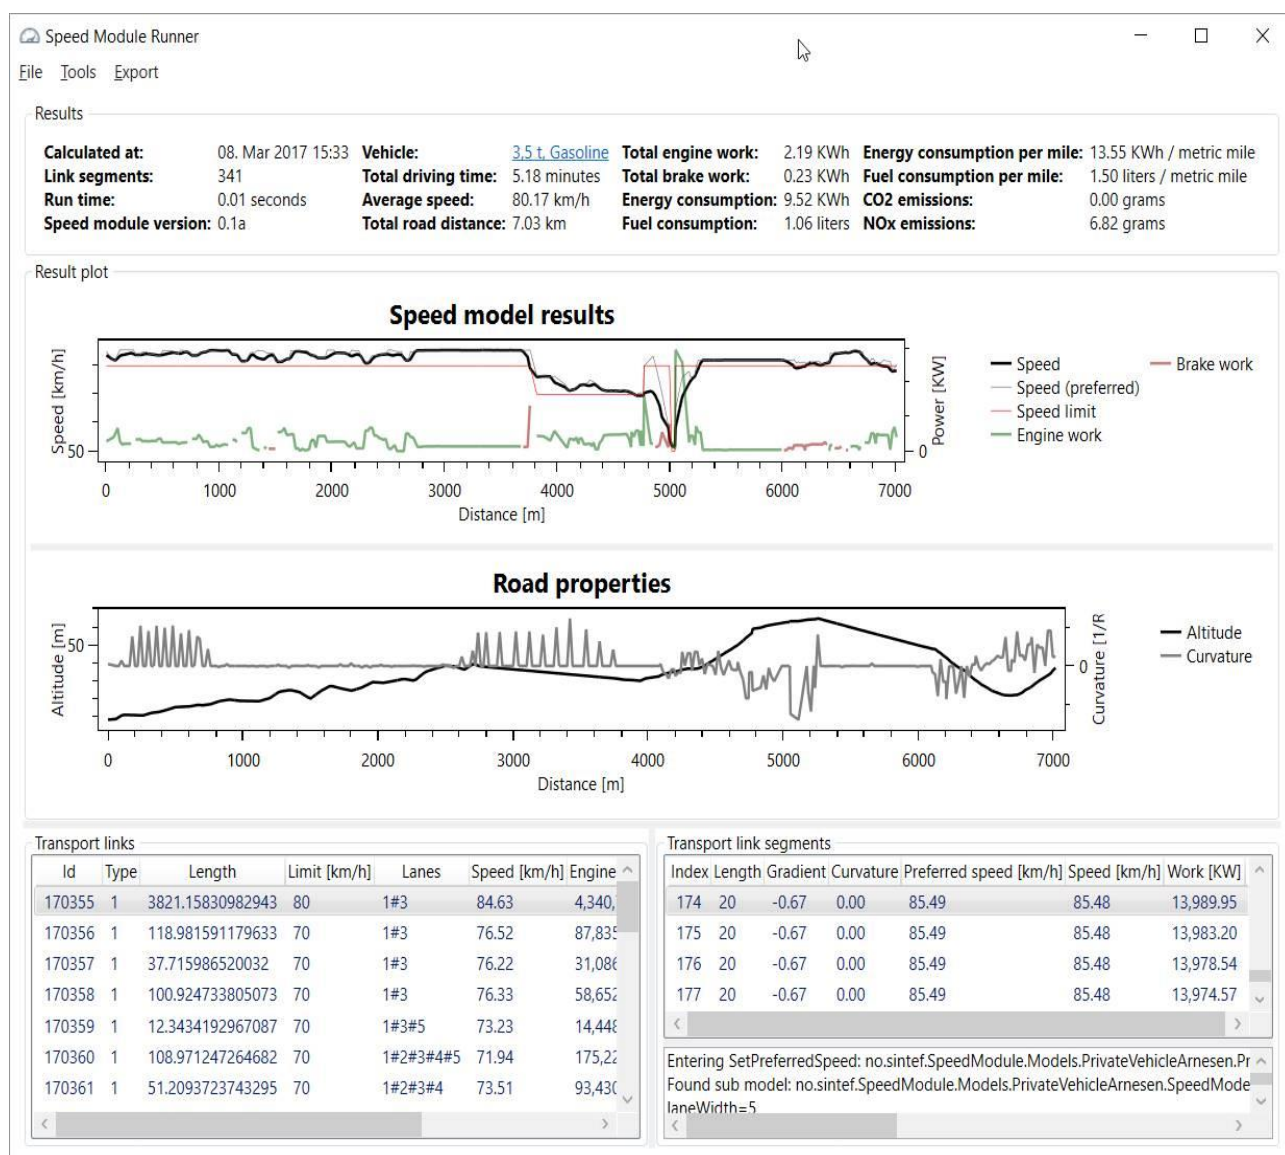 Speed Module Runner
File Tools Export
Results
Calculated at: 08. Mar 2017 15:33 Vehicle: 3,5 t, Gasoline Total engine work: 2.19 KWh Energy consumption per mile: 13.55 KWh / metric mile
Link segments: 341 Total driving time: 5.18 minutes Total brake work: 0.23 KWh Fuel consumption per mile: 1.50 liters / metric mile
Run time: 0.01 seconds Average speed: 80.17 km/h Energy consumption: 9.52 KWh CO2 emissions: 0.00 grams
Speed module version: 0.1a Total road distance: 7.03 km Fuel consumption: 1.06 liters NOx emissions: 6.82 grams
Result plot
Speed model results
Speed [km/h]
50
Power [KW]
0
Speed
Speed (preferred)
Speed limit
Engine work
Brake work
0 1000 2000 3000 4000 5000 6000 7000
Distance [m]
Road properties
Altitude [m]
50
Curvature [1/R
0
Altitude
Curvature
0 1000 2000 3000 4000 5000 6000 7000
Distance [m]
Transport links
Id Type Length Limit [km/h] Lanes Speed [km/h] Engine
170355 1 3821.15830982943 80 1#3 84.63 4,340,
170356 1 118.981591179633 70 1#3 76.52 87,835
170357 1 37.715986520032 70 1#3 76.22 31,086
170358 1 100.924733805073 70 1#3 76.33 58,652
170359 1 12.3434192967087 70 1#3#5 73.23 14,448
170360 1 108.971247264682 70 1#2#3#4#5 71.94 175,22
170361 1 51.2093723743295 70 1#2#3#4 73.51 93,430
Transport link segments
Index Length Gradient Curvature Preferred speed [km/h] Speed [km/h] Work [KW]
174 20 -0.67 0.00 85.49 85.48 13,989.95
175 20 -0.67 0.00 85.49 85.48 13,983.20
176 20 -0.67 0.00 85.49 85.48 13,978.54
177 20 -0.67 0.00 85.49 85.48 13,974.57
Entering SetPreferredSpeed: no.sintef.SpeedModule.Models.PrivateVehicleArnesen.Pr
Found sub model: no.sintef.SpeedModule.Models.PrivateVehicleArnesen.SpeedMode
laneWidth=5